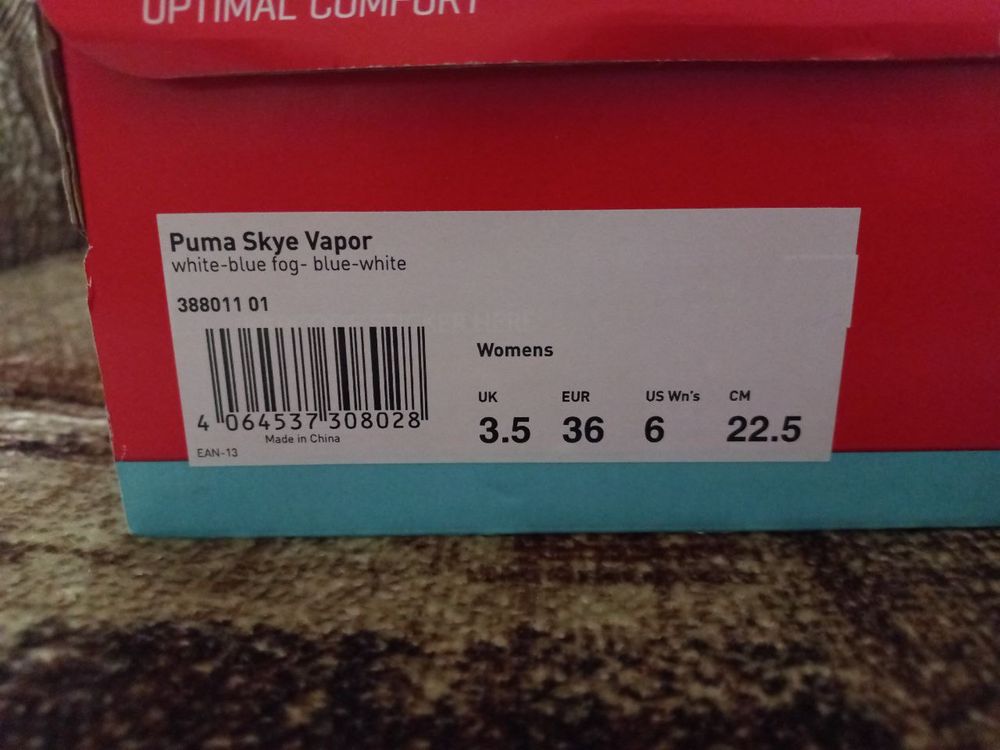 OPTIMAL COMFORT
Puma Skye Vapor
white-blue fog- blue-white
388011 01
Womens
UK EUR US Wn's CM
3.5 36 6 22.5
4 064537 308028
Made in China
EAN-13